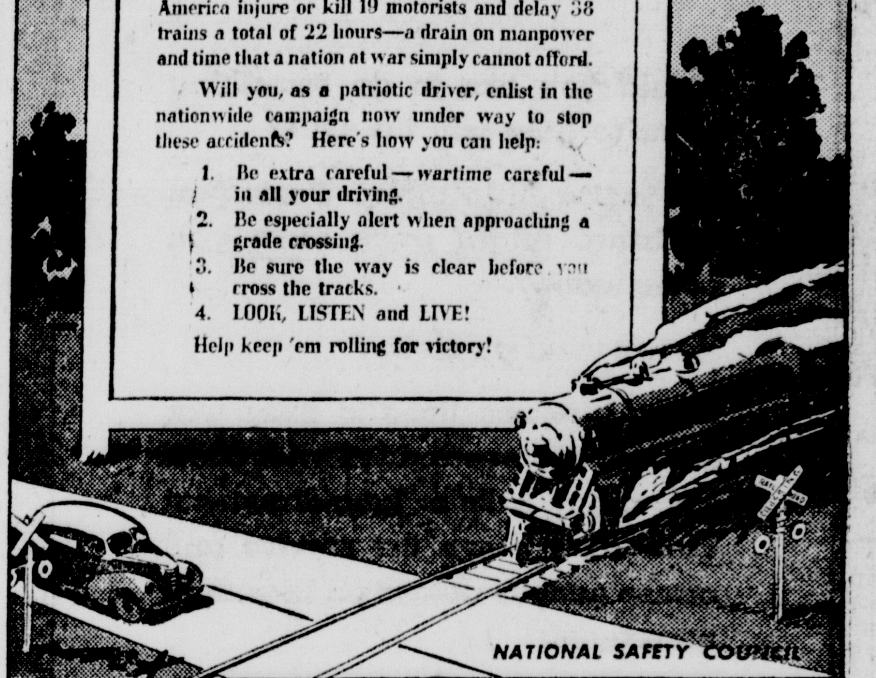 America injure or kill 19 motorists and delay 38
trains a total of 22 hours—a drain on manpower
and time that a nation at war simply cannot afford.
Will you, as a patriotic driver, enlist in the
nationwide campaign now under way to stop
these accidents? Here's how you can help:
1. Be extra careful—wartime careful—
in all your driving.
2. Be especially alert when approaching a
grade crossing.
3. Be sure the way is clear before you
cross the tracks.
4. LOOK, LISTEN and LIVE!
Help keep 'em rolling for victory!
RAILROAD
CROSSING
NATIONAL SAFETY COUNCIL